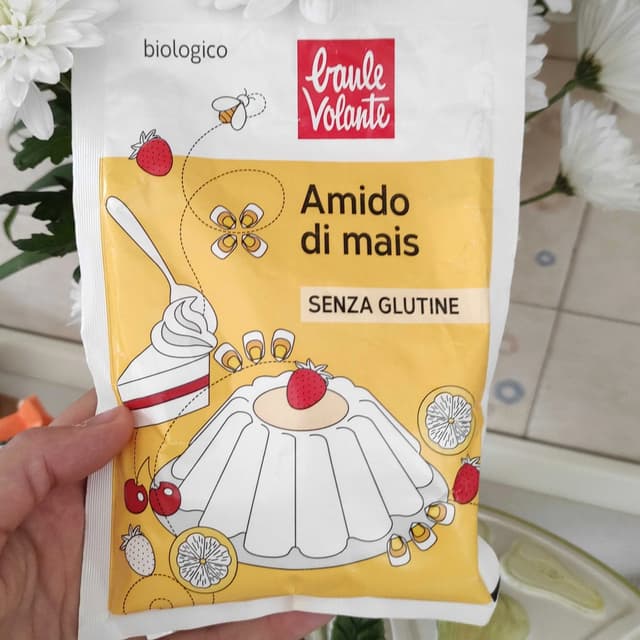 biologico
baule
volante
Amido
di mais
SENZA GLUTINE